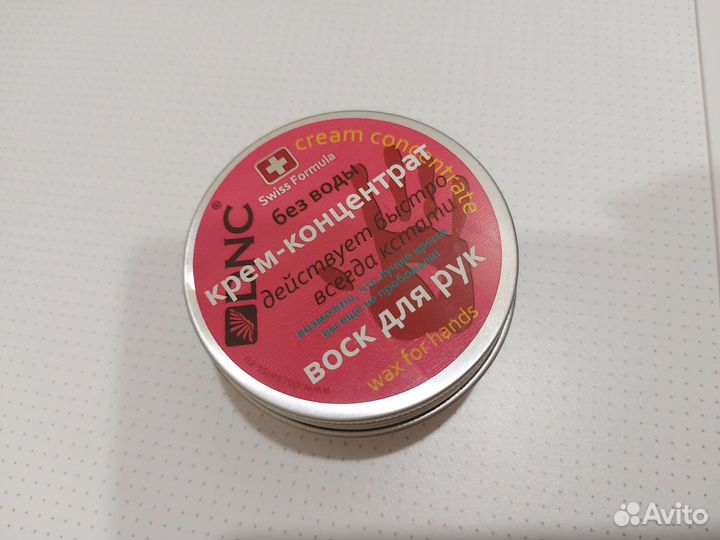 cream concentrate
Swiss Formula
DNC®
без воды
крем-концентрат
действует быстро
всегда кстати
возможно, что лучше крема
вы еще не пробовали!
воск для рук
wax for hands
Avito